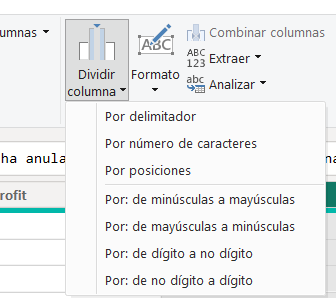 umnas
Combinar columnas
Dividir
columna
Formato
ABC
ABC
123
Extraer
abc
Analizar
Por delimitador
Por número de caracteres
Por posiciones
Por: de minúsculas a mayúsculas
Por: de mayúsculas a minúsculas
Por: de dígito a no dígito
Por: de no dígito a dígito
ha anula
na
rofit